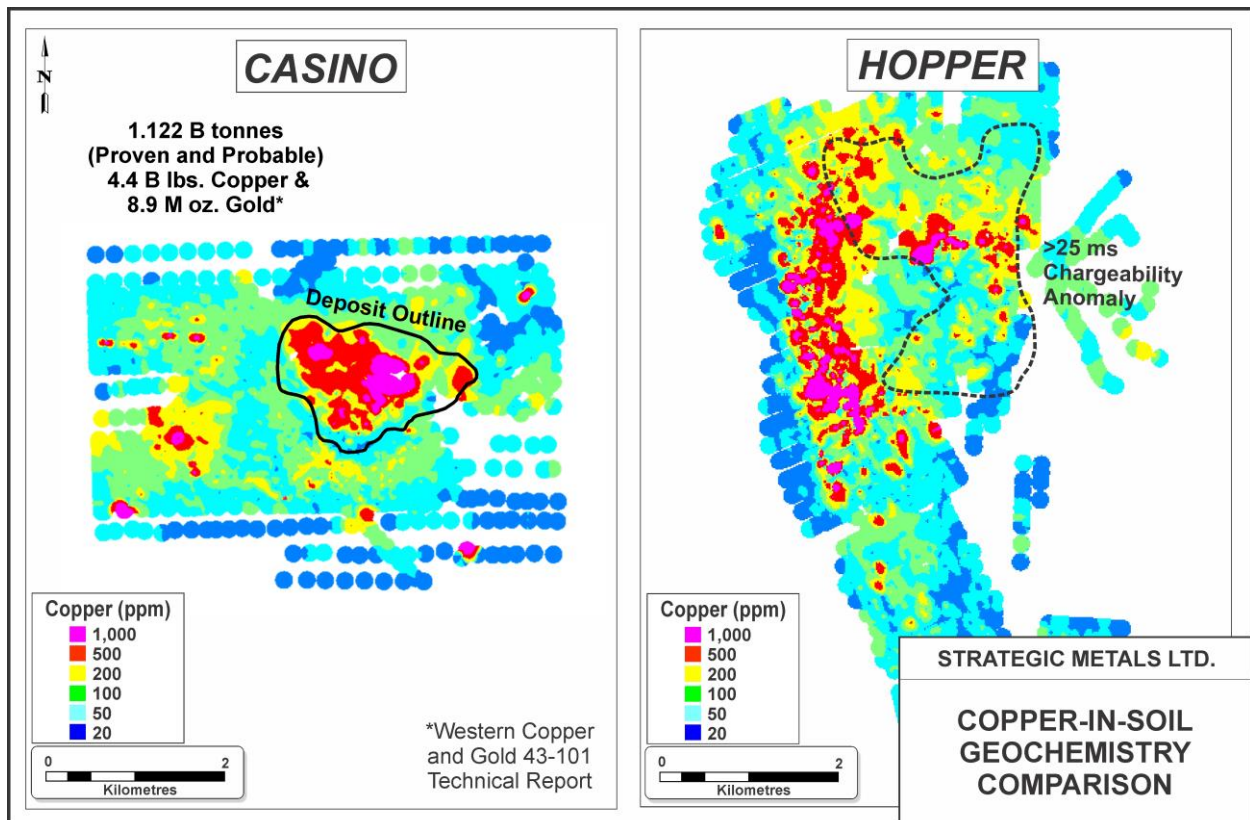 N
CASINO
1.122 B tonnes
(Proven and Probable)
4.4 B lbs. Copper &
8.9 M oz. Gold*
Deposit Outline
Copper (ppm)
1,000
500
200
100
50
20
0 2
Kilometres
*Western Copper
and Gold 43-101
Technical Report
HOPPER
>25 ms
Chargeability
Anomaly
Copper (ppm)
1,000
500
200
100
50
20
0 2
Kilometres
STRATEGIC METALS LTD.
COPPER-IN-SOIL
GEOCHEMISTRY
COMPARISON